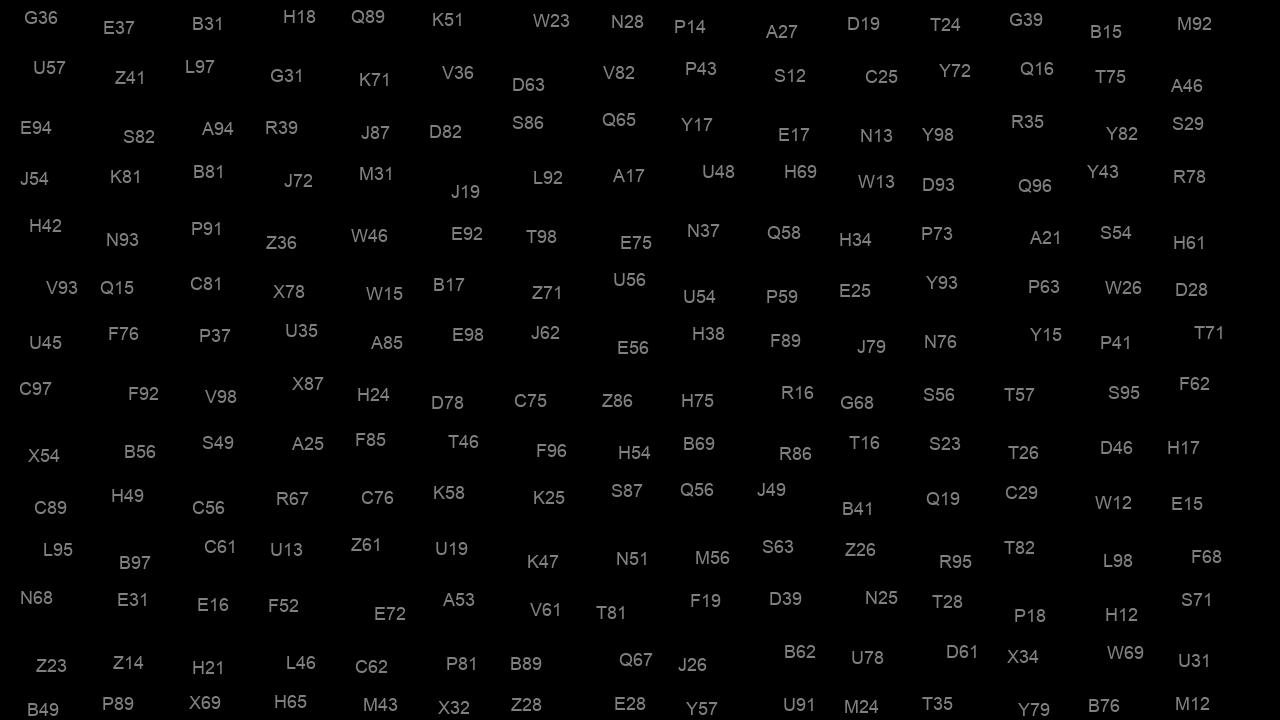 G36 E37 B31 H18 Q89 K51 W23 N28 P14 A27 D19 T24 G39 B15 M92
U57 Z41 L97 G31 K71 V36 D63 V82 P43 S12 C25 Y72 Q16 T75 A46
E94 S82 A94 R39 J87 D82 S86 Q65 Y17 E17 N13 Y98 R35 Y82 S29
J54 K81 B81 J72 M31 J19 L92 A17 U48 H69 W13 D93 Q96 Y43 R78
H42 N93 P91 Z36 W46 E92 T98 E75 N37 Q58 H34 P73 A21 S54 H61
V93 Q15 C81 X78 W15 B17 Z71 U56 U54 P59 E25 Y93 P63 W26 D28
U45 F76 P37 U35 A85 E98 J62 E56 H38 F89 J79 N76 Y15 P41 T71
C97 F92 V98 X87 H24 D78 C75 Z86 H75 R16 G68 S56 T57 S95 F62
X54 B56 S49 A25 F85 T46 F96 H54 B69 R86 T16 S23 T26 D46 H17
C89 H49 C56 R67 C76 K58 K25 S87 Q56 J49 B41 Q19 C29 W12 E15
L95 B97 C61 U13 Z61 U19 K47 N51 M56 S63 Z26 R95 T82 L98 F68
N68 E31 E16 F52 E72 A53 V61 T81 F19 D39 N25 T28 P18 H12 S71
Z23 Z14 H21 L46 C62 P81 B89 Q67 J26 B62 U78 D61 X34 W69 U31
B49 P89 X69 H65 M43 X32 Z28 E28 Y57 U91 M24 T35 Y79 B76 M12